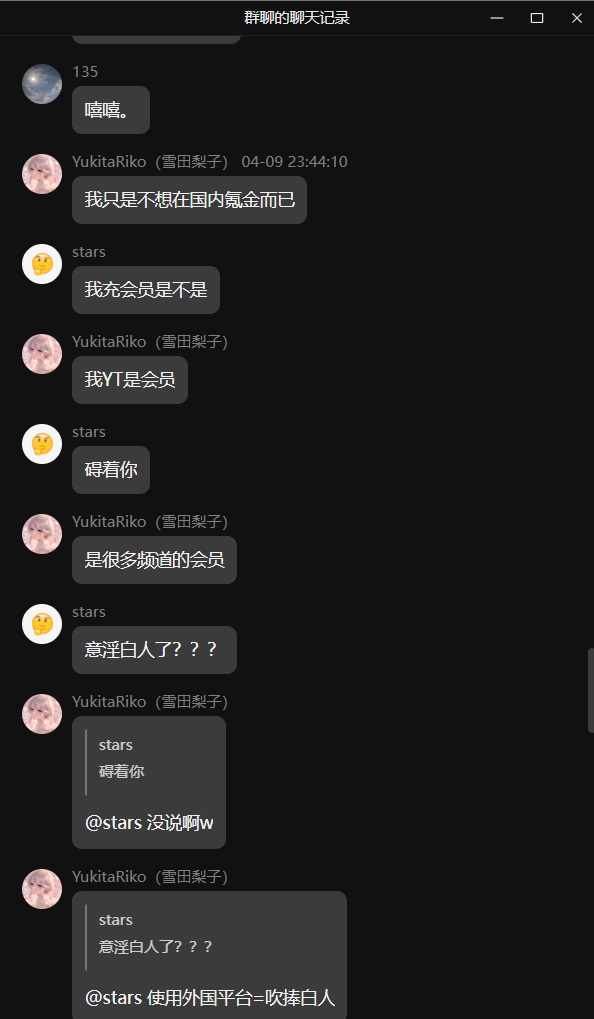 群聊的聊天记录
135
嘻嘻。
YukitaRiko（雪田梨子） 04-09 23:44:10
我只是不想在国内氪金而已
stars
我充会员是不是
YukitaRiko（雪田梨子）
我YT是会员
stars
碍着你
YukitaRiko（雪田梨子）
是很多频道的会员
stars
意淫白人了？？？
YukitaRiko（雪田梨子）
stars
碍着你
@stars 没说啊w
YukitaRiko（雪田梨子）
stars
意淫白人了？？？
@stars 使用外国平台=吹捧白人